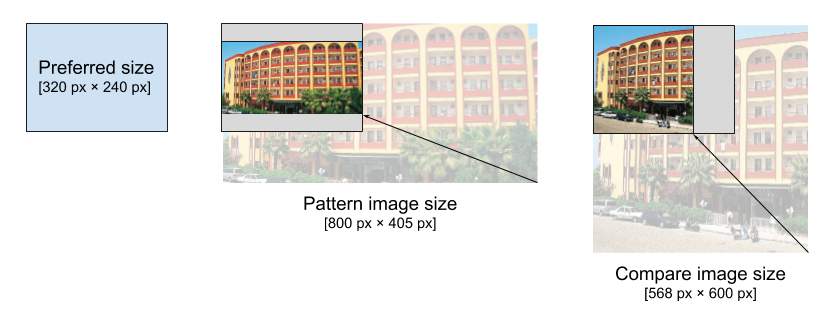 Preferred size
[320 px × 240 px]
Pattern image size
[800 px × 405 px]
Compare image size
[568 px × 600 px]